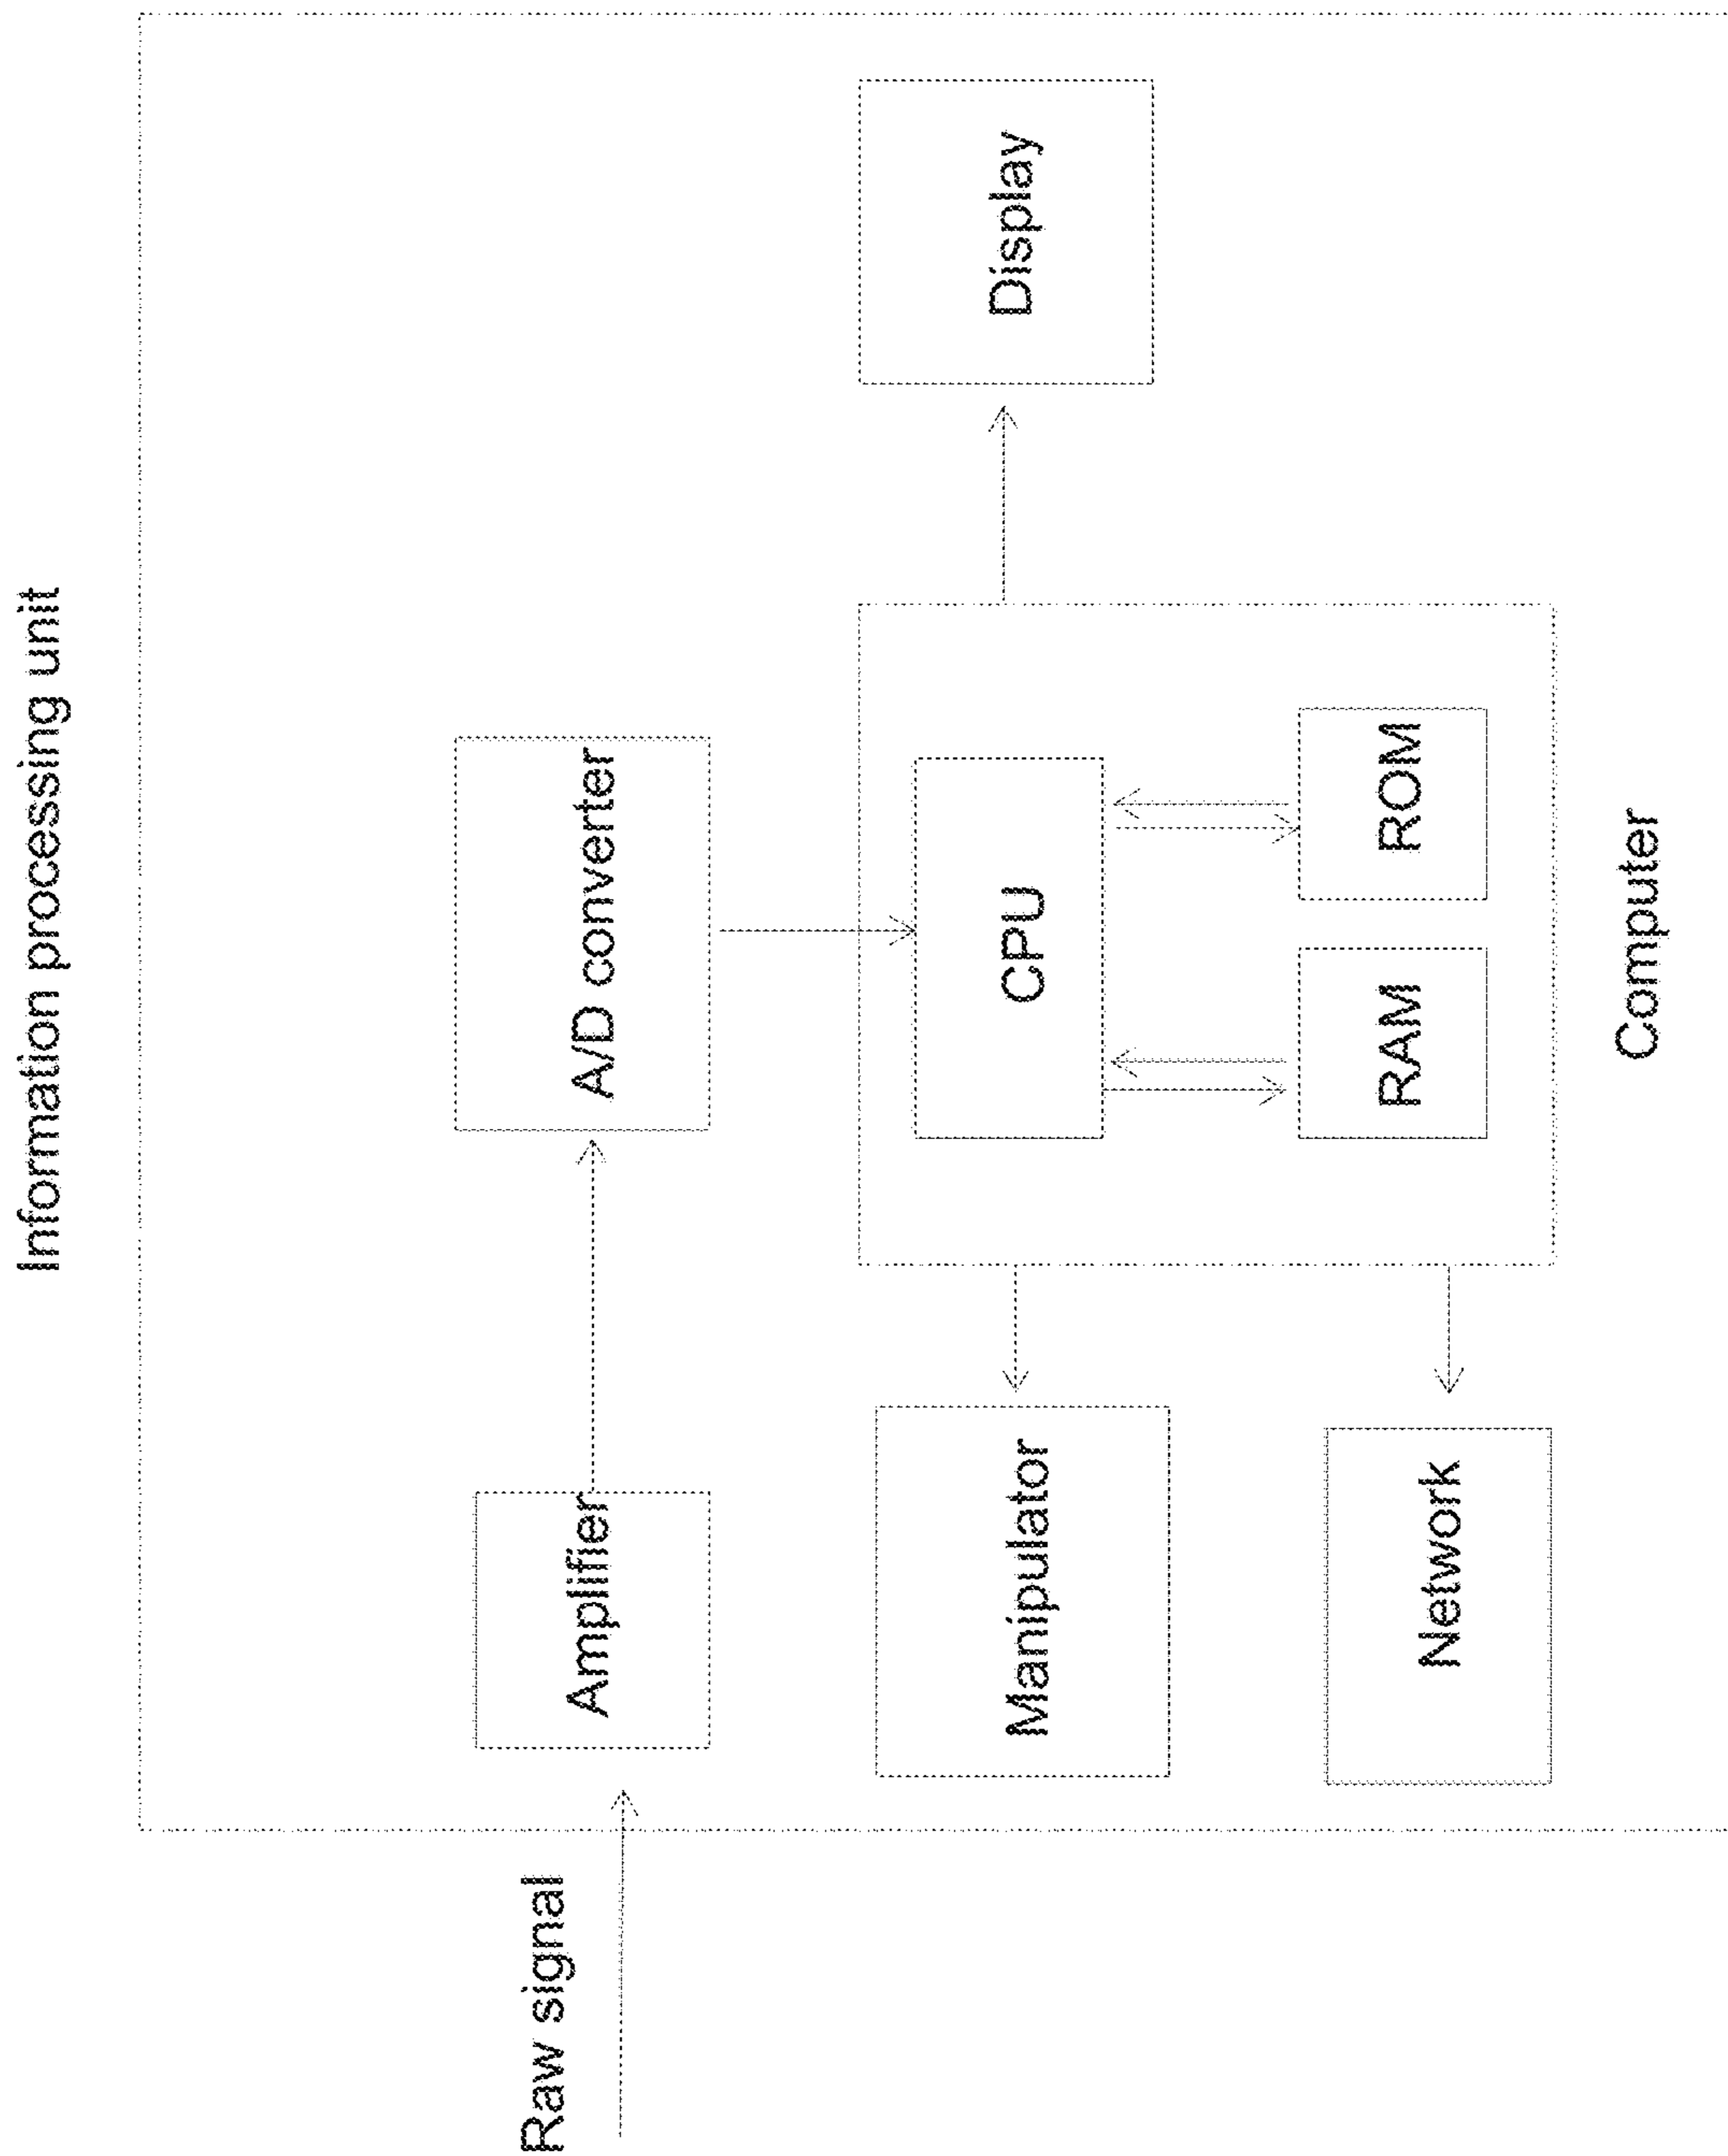 Information processing unit
Raw signal
Amplifier
A/D converter
Manipulator
CPU
Display
Network
RAM
ROM
Computer